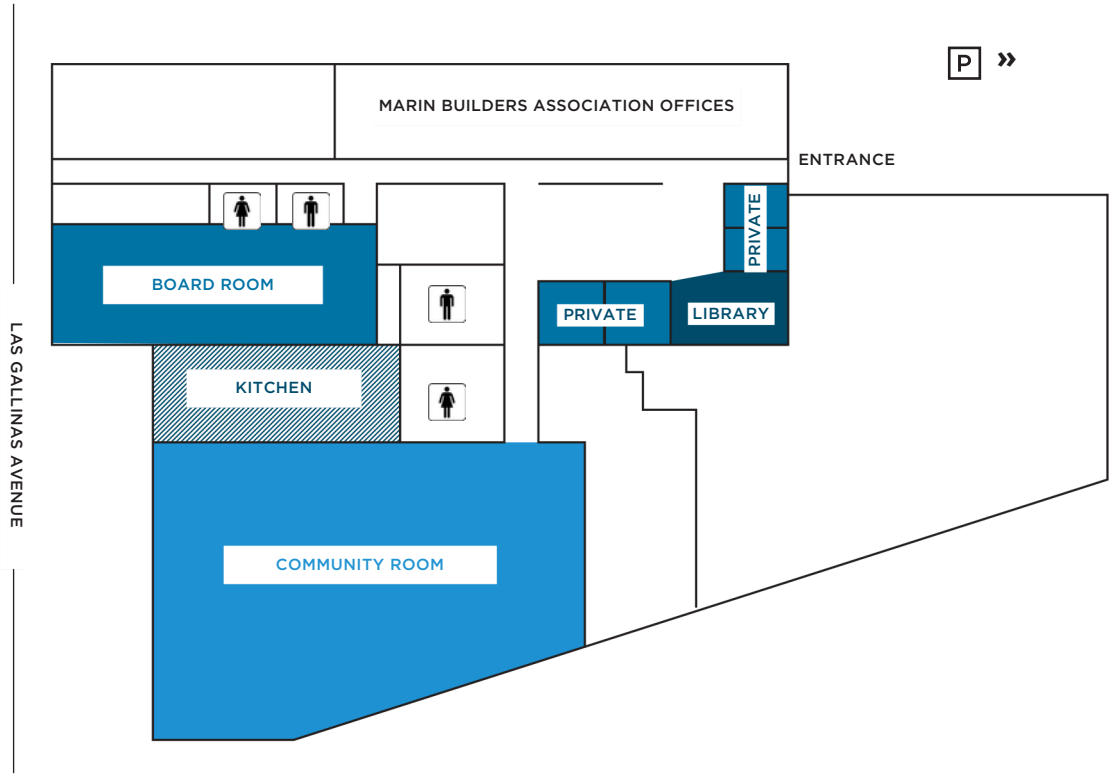 P »
MARIN BUILDERS ASSOCIATION OFFICES
ENTRANCE
PRIVATE
BOARD ROOM
PRIVATE
LIBRARY
KITCHEN
LAS GALLINAS AVENUE
COMMUNITY ROOM